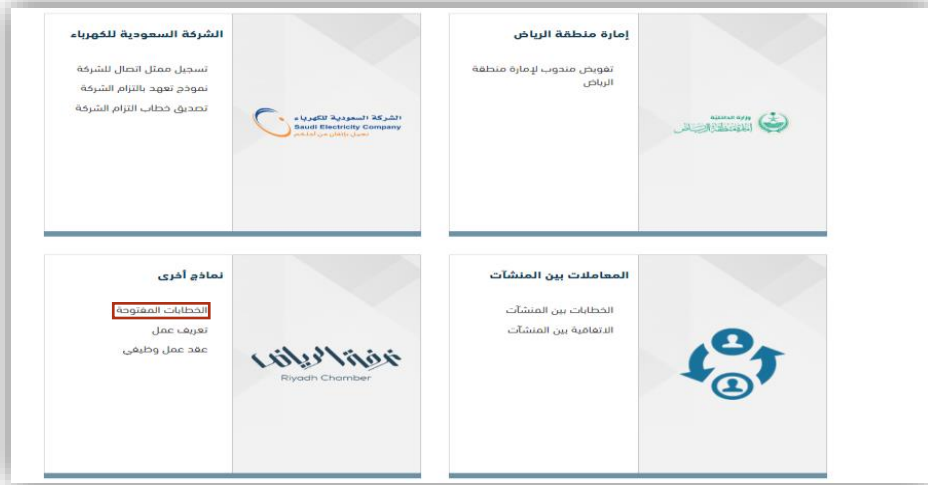 إمارة منطقة الرياض
تفويض مندوب لإمارة منطقة
الرياض
وزارة الداخلية
إمارة منطقة الرياض
الشركة السعودية للكهرباء
تسجيل ممثل اتصال للشركة
نموذج تعهد بالتزام الشركة
تصديق خطاب التزام الشركة
الشركة السعودية للكهرباء
Saudi Electricity Company
المعاملات بين المنشآت
الخطابات بين المنشآت
الاتفاقية بين المنشآت
نماذج أخرى
الخطابات المفتوحة
تعريف عمل
عقد عمل وظيفي
غرفة الرياض
Riyadh Chamber